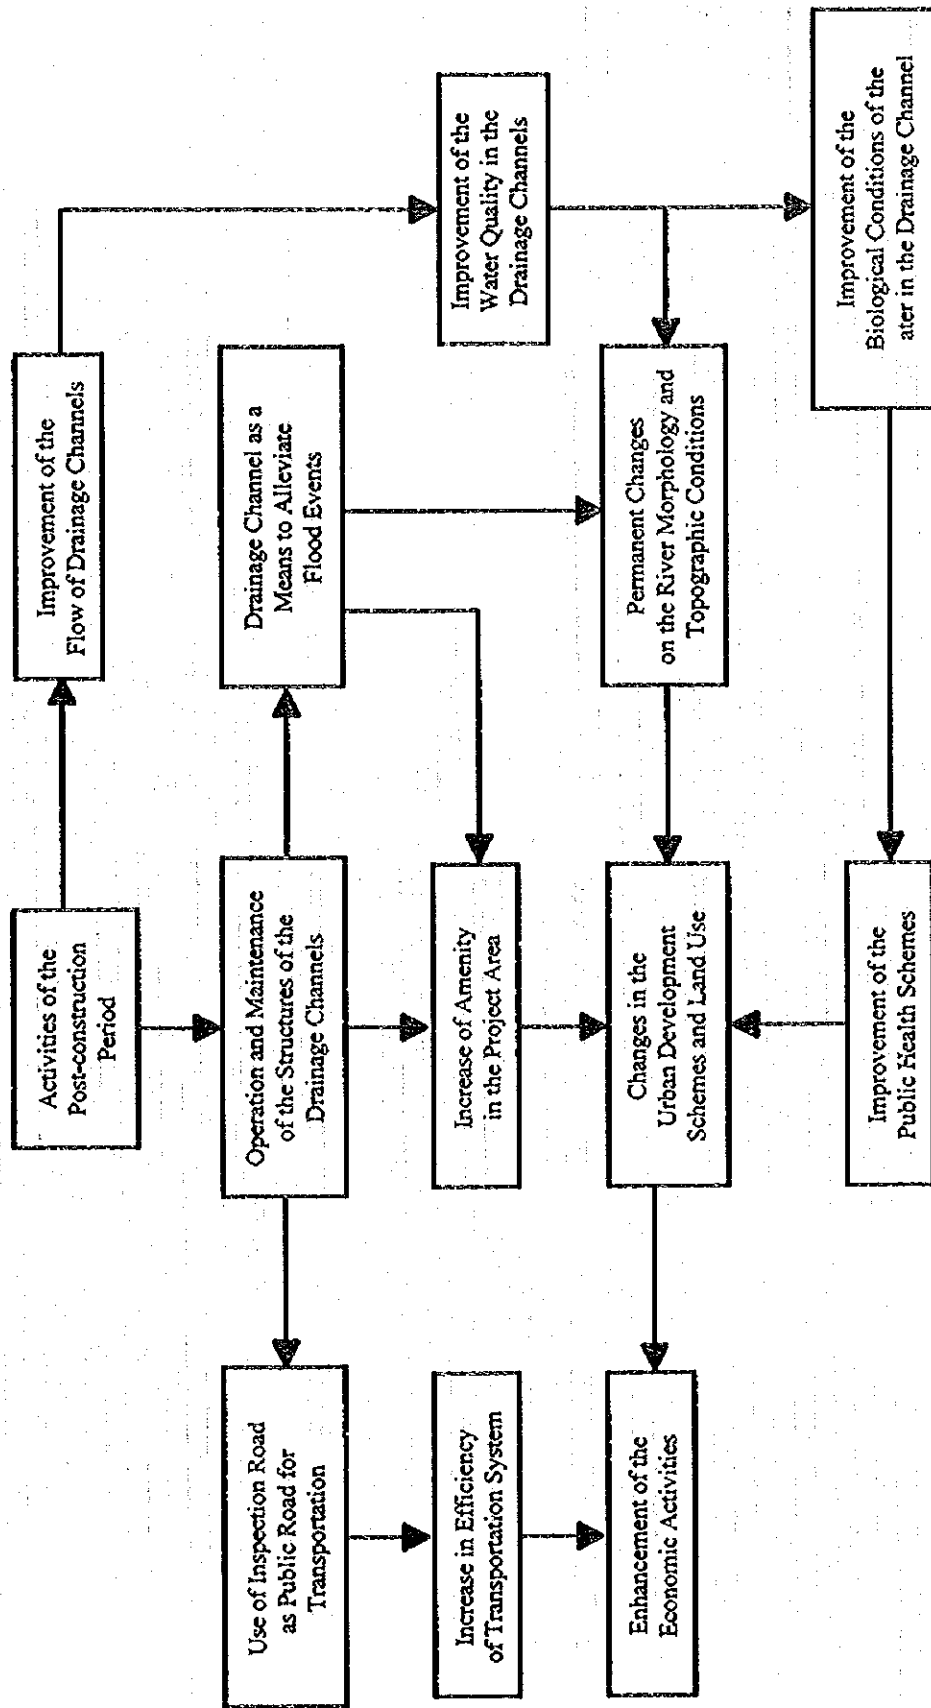 Activities of the
Post-construction
Period
Improvement of the
Flow of Drainage Channels
Use of Inspection Road
as Public Road for
Transportation
Operation and Maintenance
of the Structures of the
Drainage Channels
Drainage Channel as a
Means to Alleviate
Flood Events
Increase in Efficiency
of Transportation System
Increase of Amenity
in the Project Area
Improvement of the
Water Quality in the
Drainage Channels
Enhancement of the
Economic Activities
Changes in the
Urban Development
Schemes and Land Use
Permanent Changes
on the River Morphology and
Topographic Conditions
Improvement of the
Public Health Schemes
Improvement of the
Biological Conditions of the
ater in the Drainage Channel